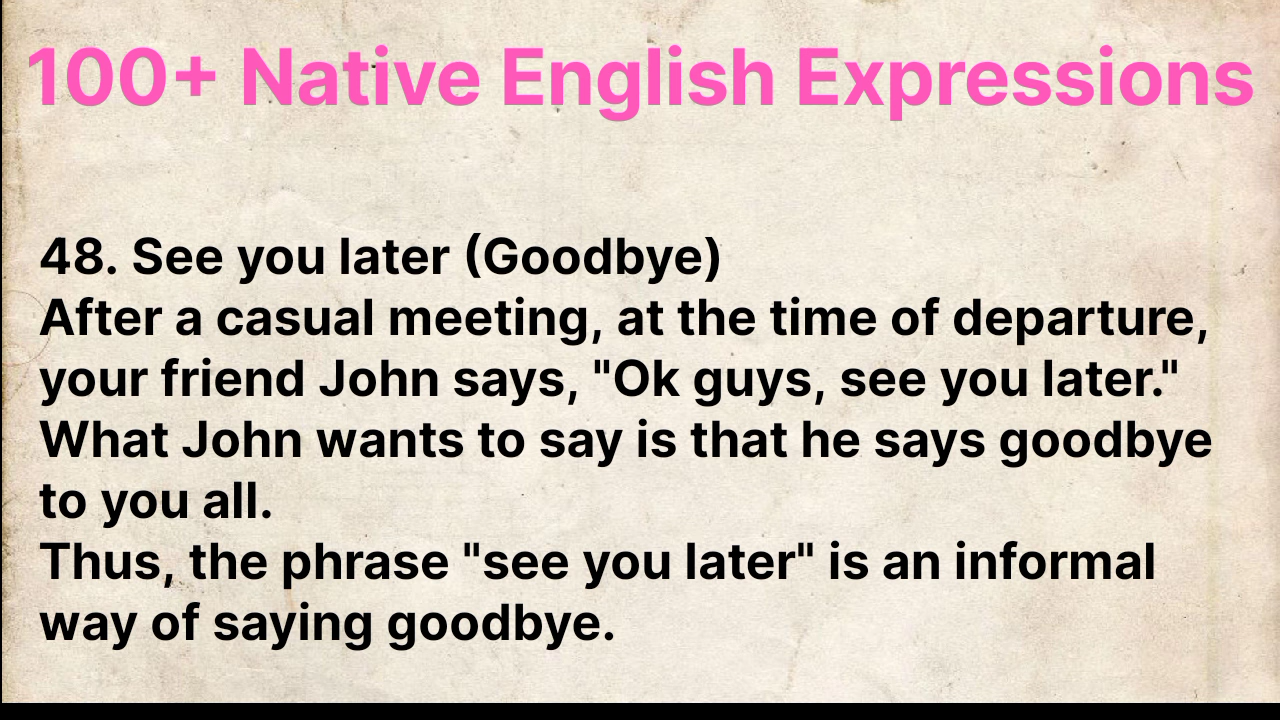 100+ Native English Expressions
48. See you later (Goodbye)
After a casual meeting, at the time of departure,
your friend John says, "Ok guys, see you later."
What John wants to say is that he says goodbye
to you all.
Thus, the phrase "see you later" is an informal
way of saying goodbye.